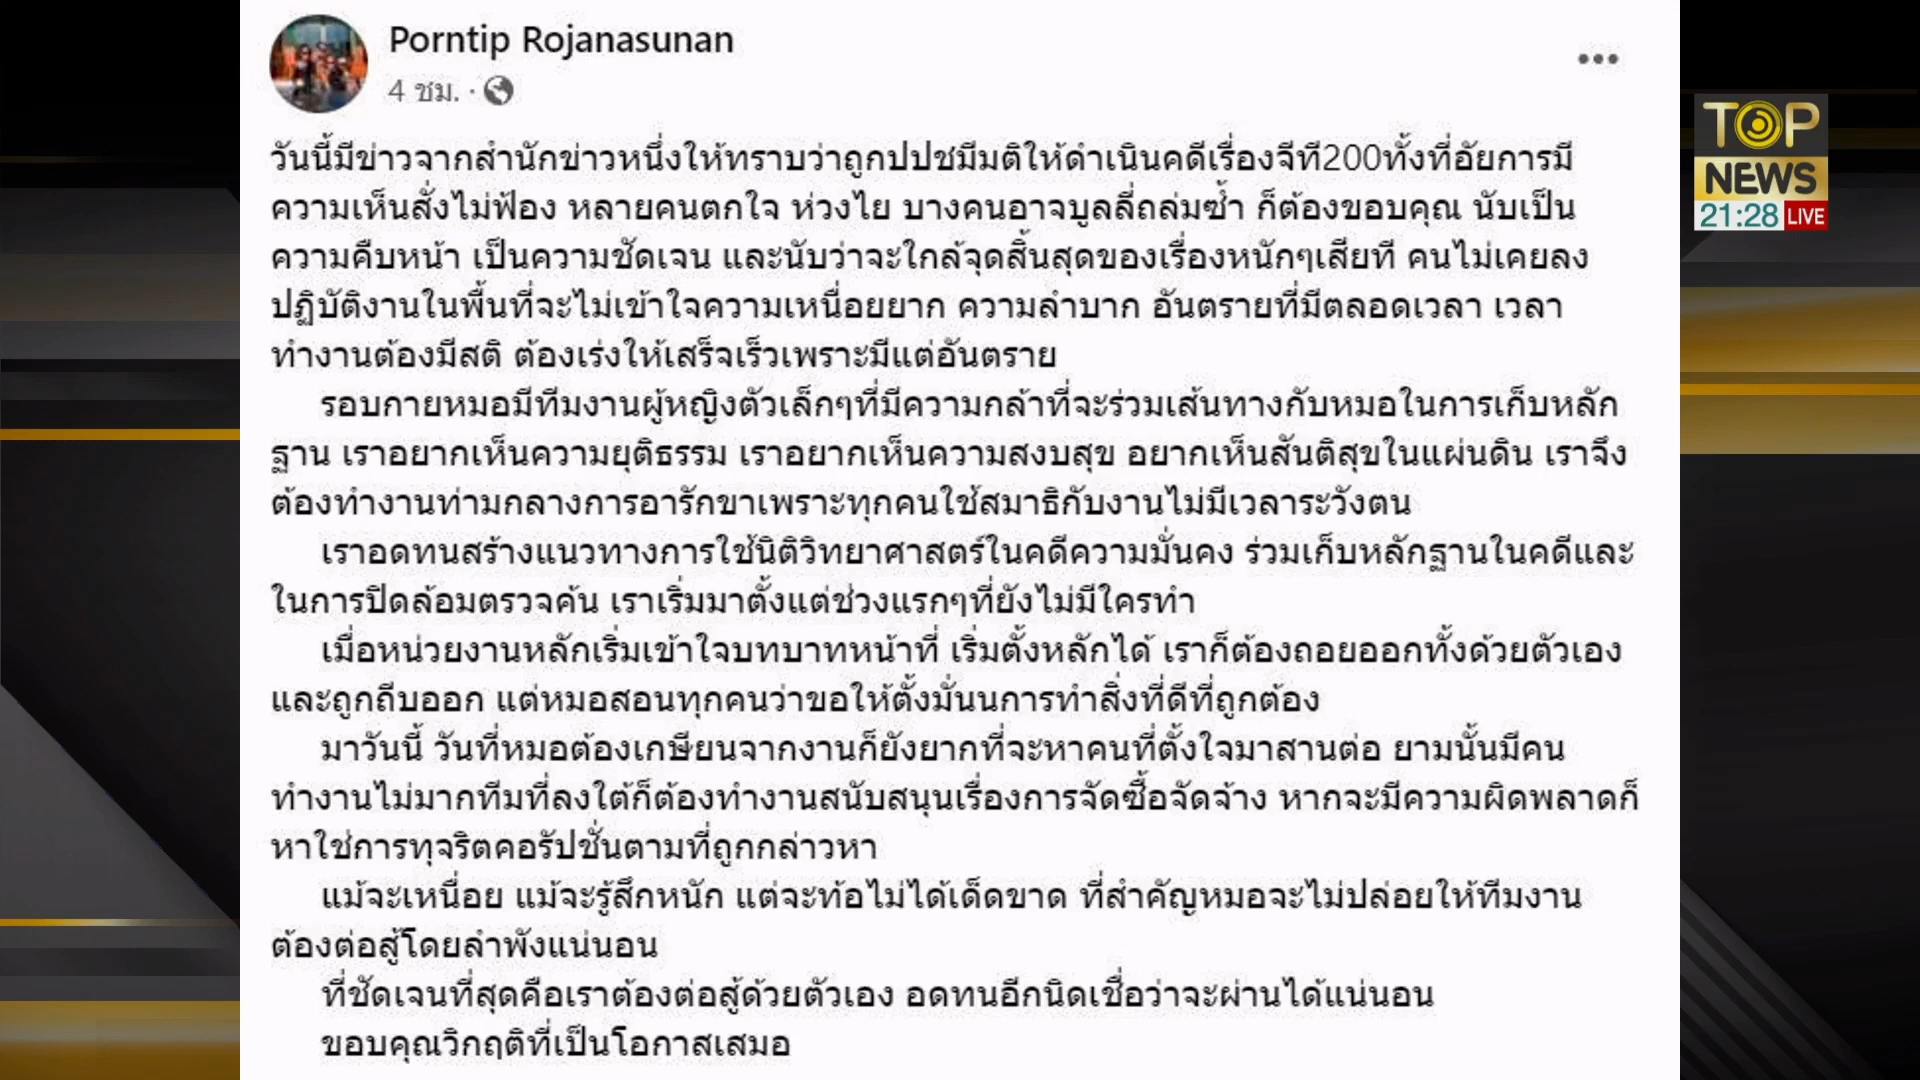 Porntip Rojanasunan
4 ชม. ·
TOP
NEWS
21:28 LIVE
วันนี้มีข่าวจากสำนักข่าวหนึ่งให้ทราบว่าถูกปปชมีมติให้ดำเนินคดีเรื่องจีที200ทั้งที่อัยการมี
ความเห็นสั่งไม่ฟ้อง หลายคนตกใจ ห่วงไย บางคนอาจบูลลี่ถล่มซ้ำ ก็ต้องขอบคุณ นับเป็น
ความคืบหน้า เป็นความชัดเจน และนับว่าจะใกล้จุดสิ้นสุดของเรื่องหนักๆเสียที คนไม่เคยลง
ปฏิบัติงานในพื้นที่จะไม่เข้าใจความเหนื่อยยาก ความลำบาก อันตรายที่มีตลอดเวลา เวลา
ทำงานต้องมีสติ ต้องเร่งให้เสร็จเร็วเพราะมีแต่อันตราย
รอบกายหมอมีทีมงานผู้หญิงตัวเล็กๆที่มีความกล้าที่จะร่วมเส้นทางกับหมอในการเก็บหลัก
ฐาน เราอยากเห็นความยุติธรรม เราอยากเห็นความสงบสุข อยากเห็นสันติสุขในแผ่นดิน เราจึง
ต้องทำงานท่ามกลางการอารักขาเพราะทุกคนใช้สมาธิกับงานไม่มีเวลาระวังตน
เราอดทนสร้างแนวทางการใช้นิติวิทยาศาสตร์ในคดีความมั่นคง ร่วมเก็บหลักฐานในคดีและ
ในการปิดล้อมตรวจค้น เราเริ่มมาตั้งแต่ช่วงแรกๆที่ยังไม่มีใครทำ
เมื่อหน่วยงานหลักเริ่มเข้าใจบทบาทหน้าที่ เริ่มตั้งหลักได้ เราก็ต้องถอยออกทั้งด้วยตัวเอง
และถูกถีบออก แต่หมอสอนทุกคนว่าขอให้ตั้งมั่นนการทำสิ่งที่ดีที่ถูกต้อง
มาวันนี้ วันที่หมอต้องเกษียนจากงานก็ยังยากที่จะหาคนที่ตั้งใจมาสานต่อ ยามนั้นมีคน
ทำงานไม่มากทีมที่ลงใต้ก็ต้องทำงานสนับสนุนเรื่องการจัดซื้อจัดจ้าง หากจะมีความผิดพลาดก็
หาใช่การทุจริตคอรัปชั่นตามที่ถูกกล่าวหา
แม้จะเหนื่อย แม้จะรู้สึกหนัก แต่จะท้อไม่ได้เด็ดขาด ที่สำคัญหมอจะไม่ปล่อยให้ทีมงาน
ต้องต่อสู้โดยลำพังแน่นอน
ที่ชัดเจนที่สุดคือเราต้องต่อสู้ด้วยตัวเอง อดทนอีกนิดเชื่อว่าจะผ่านได้แน่นอน
ขอบคุณวิกฤติที่เป็นโอกาสเสมอ